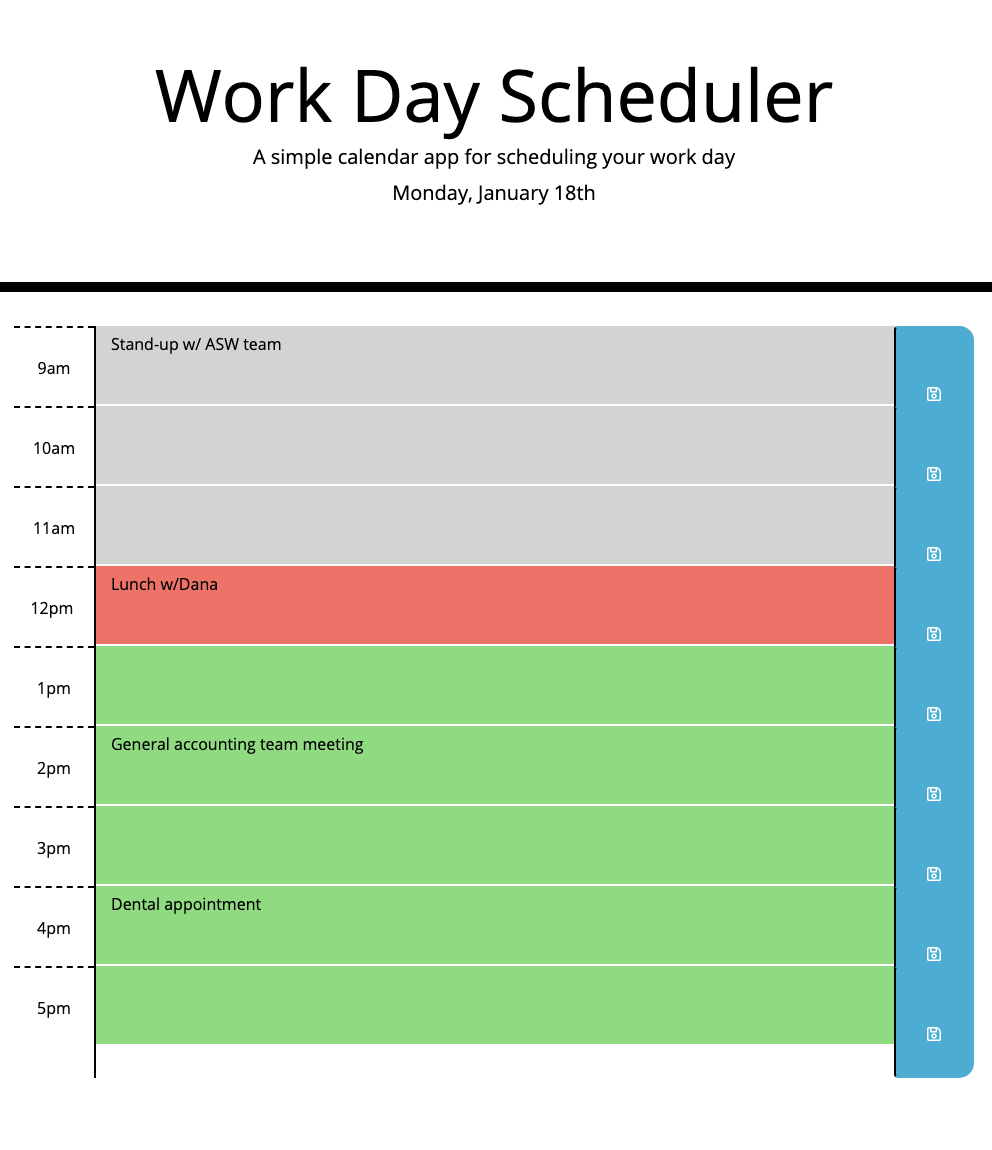 Work Day Scheduler
A simple calendar app for scheduling your work day
Monday, January 18th
9am
Stand-up w/ ASW team
10am
11am
12pm
Lunch w/Dana
1pm
2pm
General accounting team meeting
3pm
4pm
Dental appointment
5pm